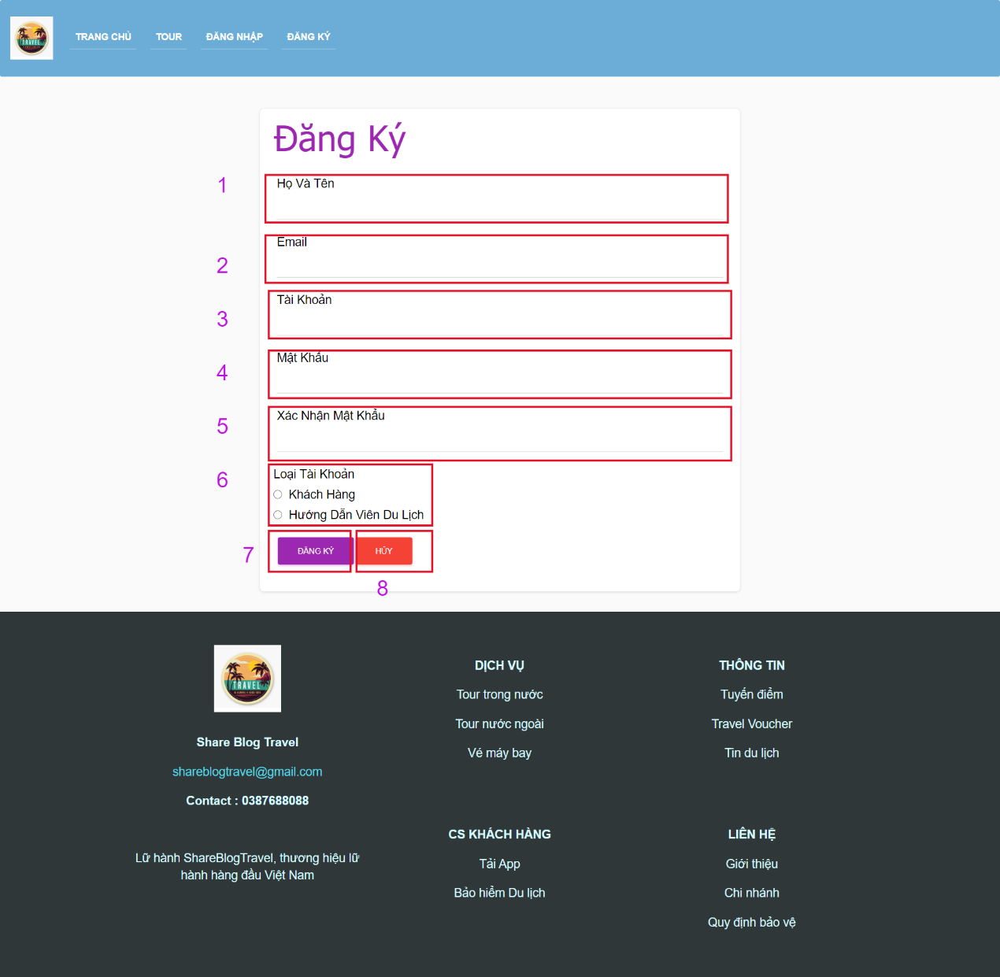 TRAVEL
TRANG CHỦ
TOUR
ĐĂNG NHẬP
ĐĂNG KÝ
Đăng Ký
1
Họ Và Tên
2
Email
3
Tài Khoản
4
Mật Khẩu
5
Xác Nhận Mật Khẩu
6
Loại Tài Khoản
Khách Hàng
Hướng Dẫn Viên Du Lịch
7
ĐĂNG KÝ
HỦY
8
TRAVEL
Share Blog Travel
shareblogtravel@gmail.com
Contact : 0387688088
Lữ hành ShareBlogTravel, thương hiệu lữ
hành hàng đầu Việt Nam
DỊCH VỤ
Tour trong nước
Tour nước ngoài
Vé máy bay
THÔNG TIN
Tuyến điểm
Travel Voucher
Tin du lịch
CS KHÁCH HÀNG
Tải App
Bảo hiểm Du lịch
LIÊN HỆ
Giới thiệu
Chi nhánh
Quy định bảo vệ